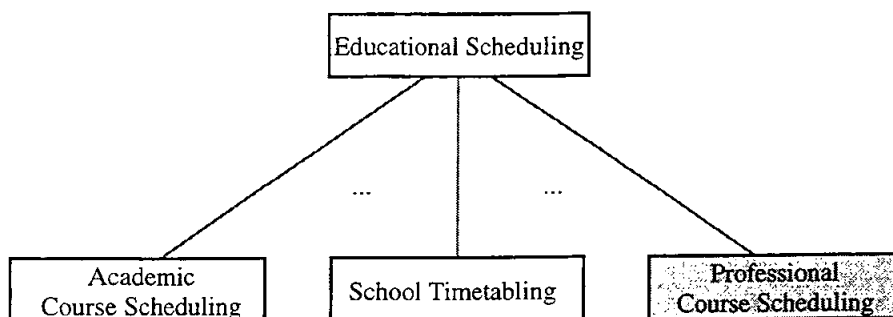 Educational Scheduling
...
...
Academic
Course Scheduling
School Timetabling
Professional
Course Scheduling